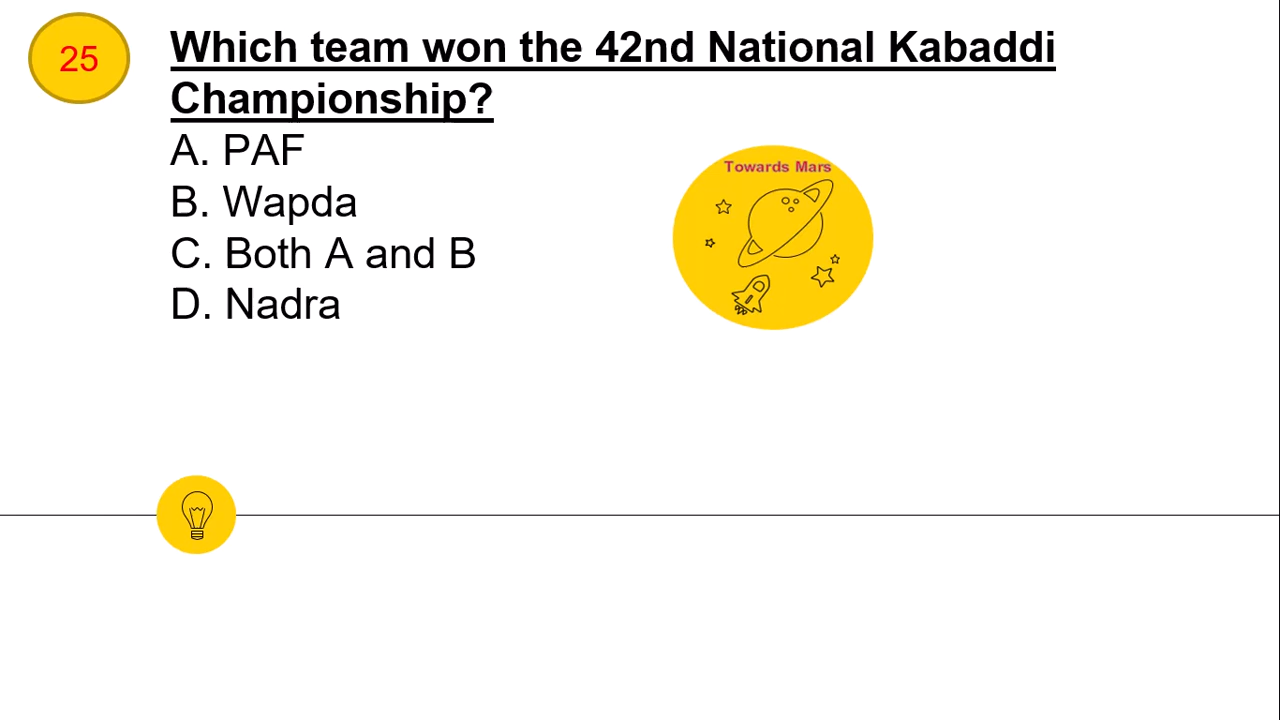 25
Which team won the 42nd National Kabaddi
Championship?
A. PAF
B. Wapda
C. Both A and B
D. Nadra
Towards Mars